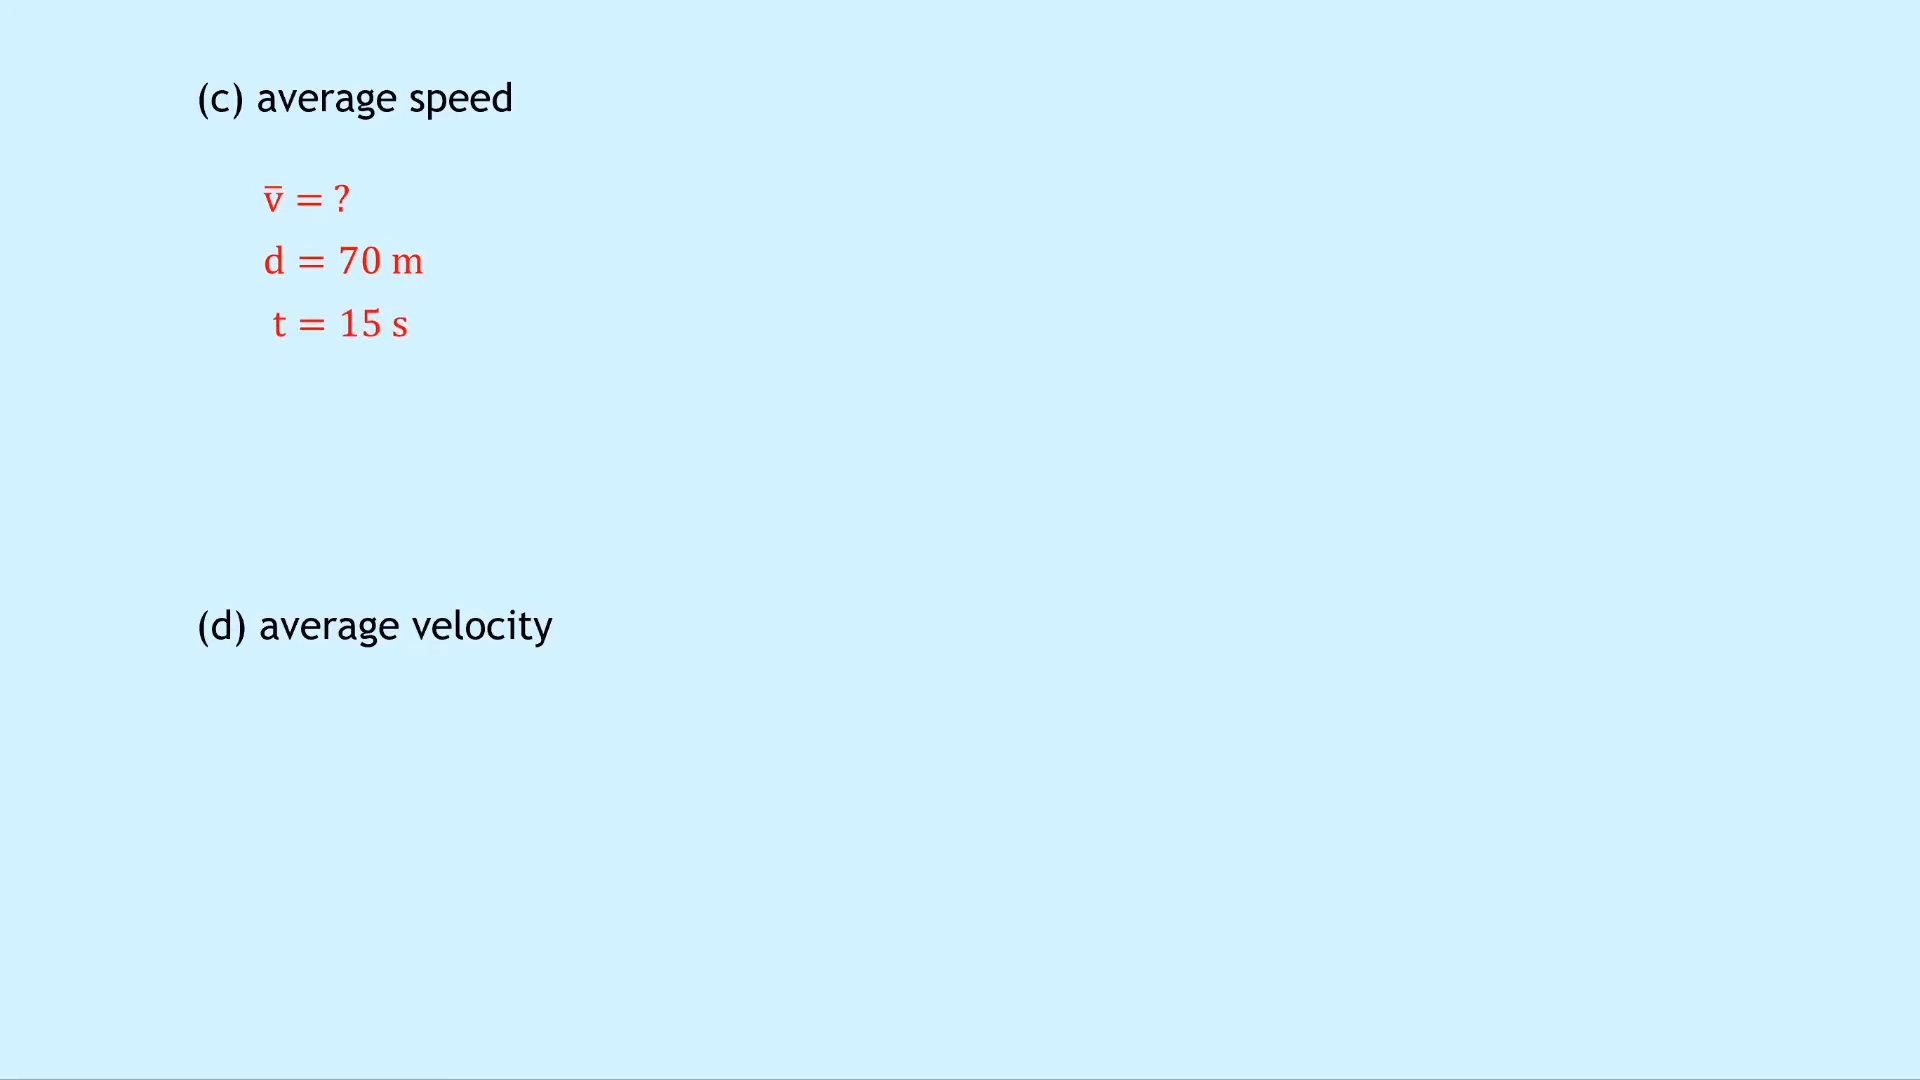 (c) average speed
v̅ = ?
d = 70 m
t = 15 s
(d) average velocity